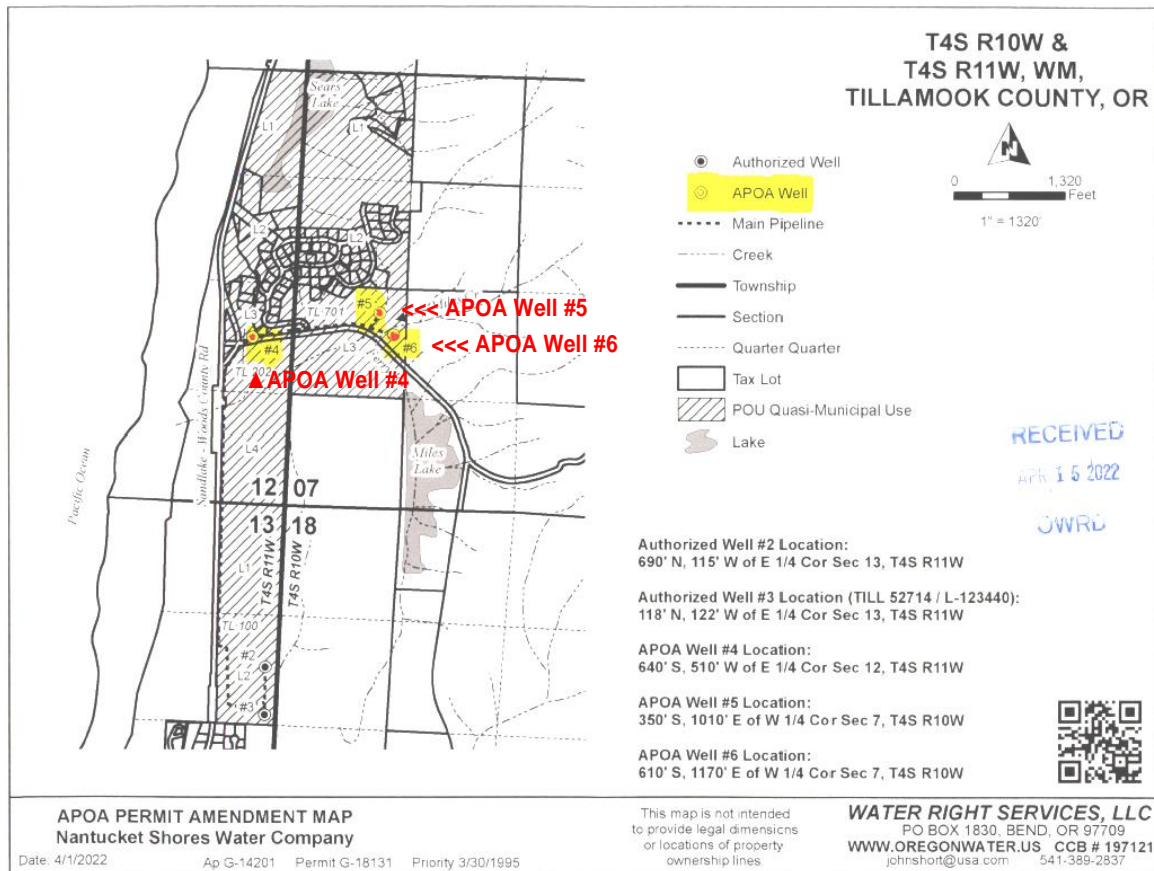 T4S R10W &
T4S R11W, WM,
TILLAMOOK COUNTY, OR
N
0 1,320
Feet
1" = 1320'
Authorized Well
APOA Well
Main Pipeline
Creek
Township
Section
Quarter Quarter
Tax Lot
POU Quasi-Municipal Use
Lake
RECEIVED
APR 15 2022
OWRD
Sears
Lake
L1
L1
L2
L2
L3
TL 701
#5
<<< APOA Well #5
#4
L3
#6
<<< APOA Well #6
▲APOA Well #4
Sandlake - Woods County Rd
Pacific Ocean
L4
Miles
Lake
12 07
13 18
T4S R11W
T4S R10W
L1
TL 100
#2
L2
#3
Authorized Well #2 Location:
690' N, 115' W of E 1/4 Cor Sec 13, T4S R11W
Authorized Well #3 Location (TILL 52714 / L-123440):
118' N, 122' W of E 1/4 Cor Sec 13, T4S R11W
APOA Well #4 Location:
640' S, 510' W of E 1/4 Cor Sec 12, T4S R11W
APOA Well #5 Location:
350' S, 1010' E of W 1/4 Cor Sec 7, T4S R10W
APOA Well #6 Location:
610' S, 1170' E of W 1/4 Cor Sec 7, T4S R10W
APOA PERMIT AMENDMENT MAP
Nantucket Shores Water Company
Date: 4/1/2022 Ap G-14201 Permit G-18131 Priority 3/30/1995
This map is not intended
to provide legal dimensions
or locations of property
ownership lines.
WATER RIGHT SERVICES, LLC
PO BOX 1830, BEND, OR 97709
WWW.OREGONWATER.US CCB # 197121
johnshort@usa.com 541-389-2837